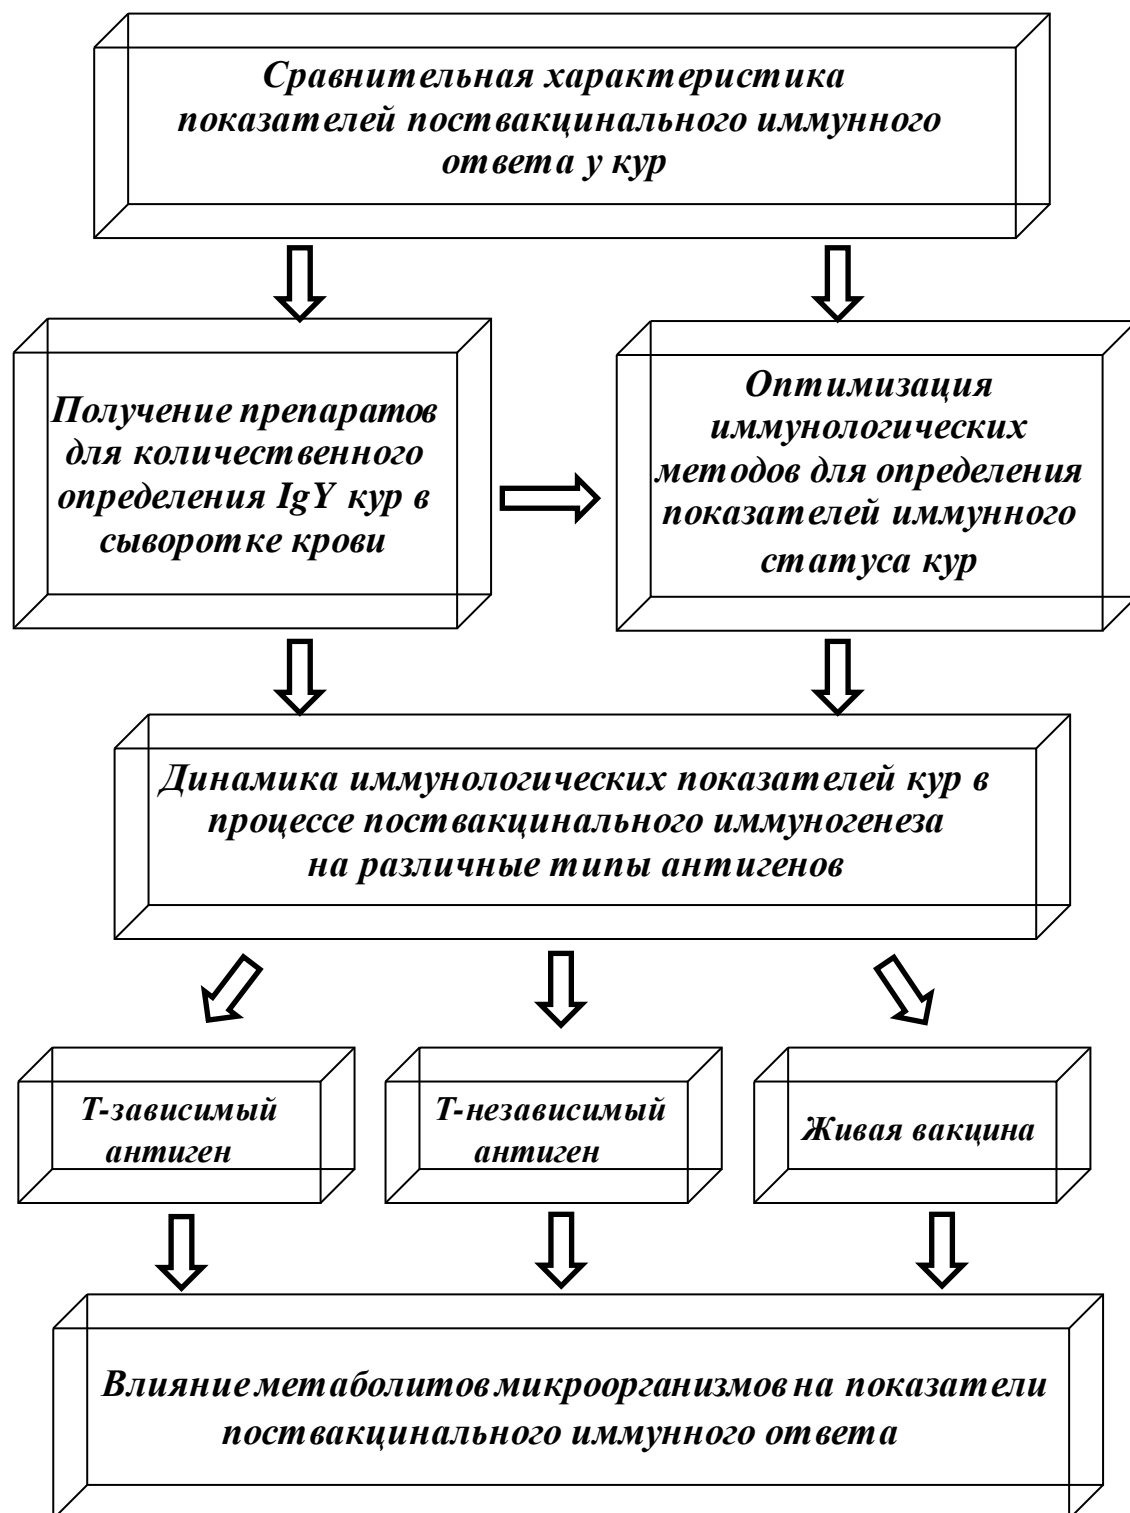 Сравнительная характеристика
показателей поствакцинального иммунного
ответа у кур
Получение препаратов
для количественного
определения IgY кур в
сыворотке крови
Оптимизация
иммунологических
методов для определения
показателей иммунного
статуса кур
Динамика иммунологических показателей кур в
процессе поствакцинального иммуногенеза
на различные типы антигенов
Т-зависимый
антиген
Т-независимый
антиген
Живая вакцина
Влияние метаболитов микроорганизмов на показатели
поствакцинального иммунного ответа